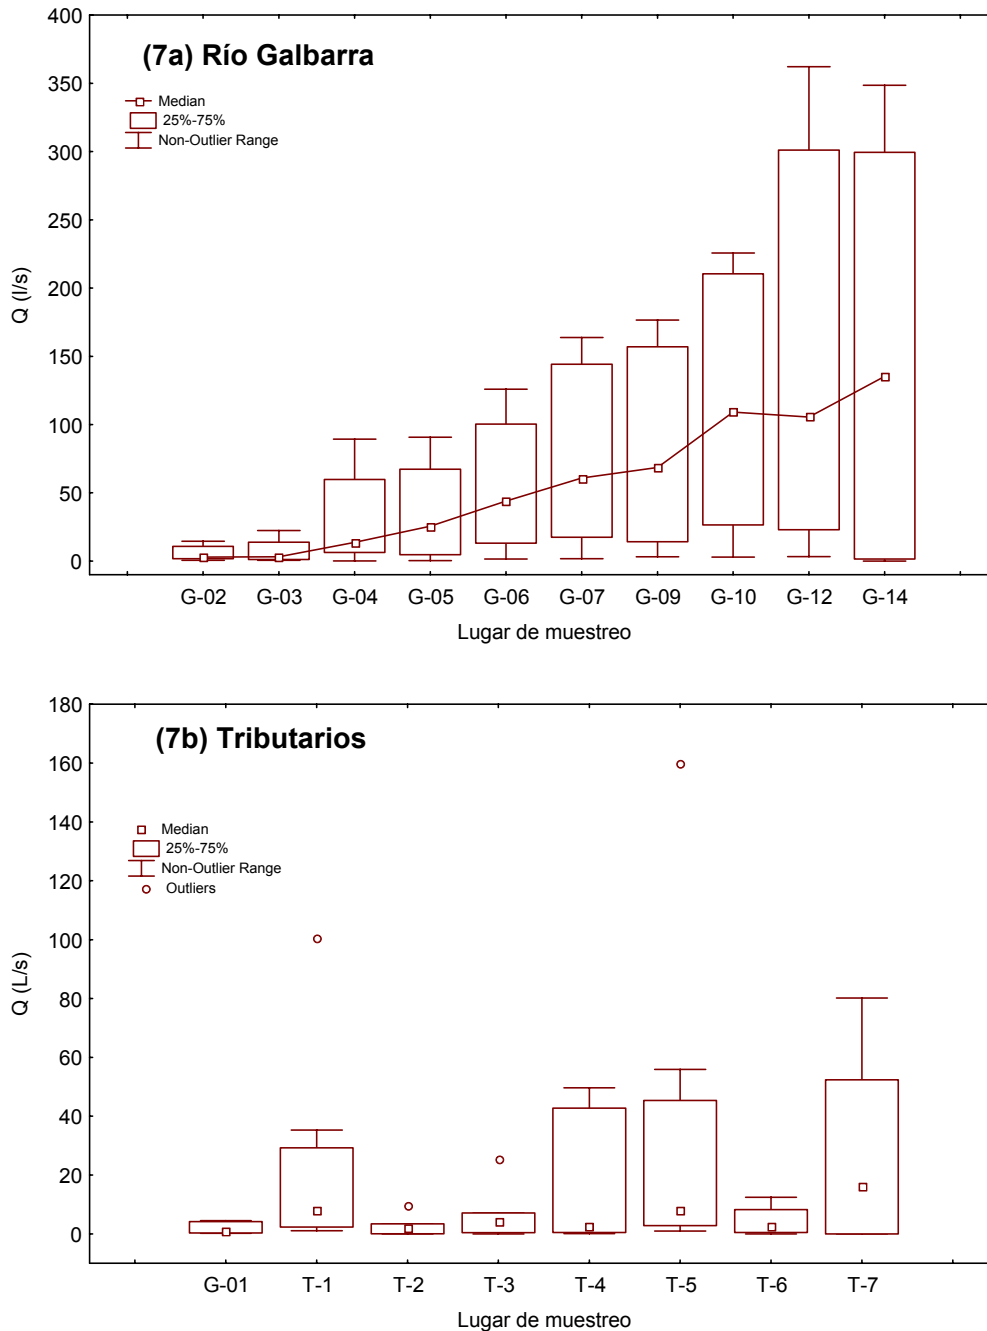 400
(7a) Río Galbarra
350
Median
25%-75%
Non-Outlier Range
300
250
200
150
100
50
0
Q (l/s)
G-02 G-03 G-04 G-05 G-06 G-07 G-09 G-10 G-12 G-14
Lugar de muestreo
180
(7b) Tributarios
160
140
Median
25%-75%
Non-Outlier Range
Outliers
120
100
80
60
40
20
0
Q (L/s)
G-01 T-1 T-2 T-3 T-4 T-5 T-6 T-7
Lugar de muestreo